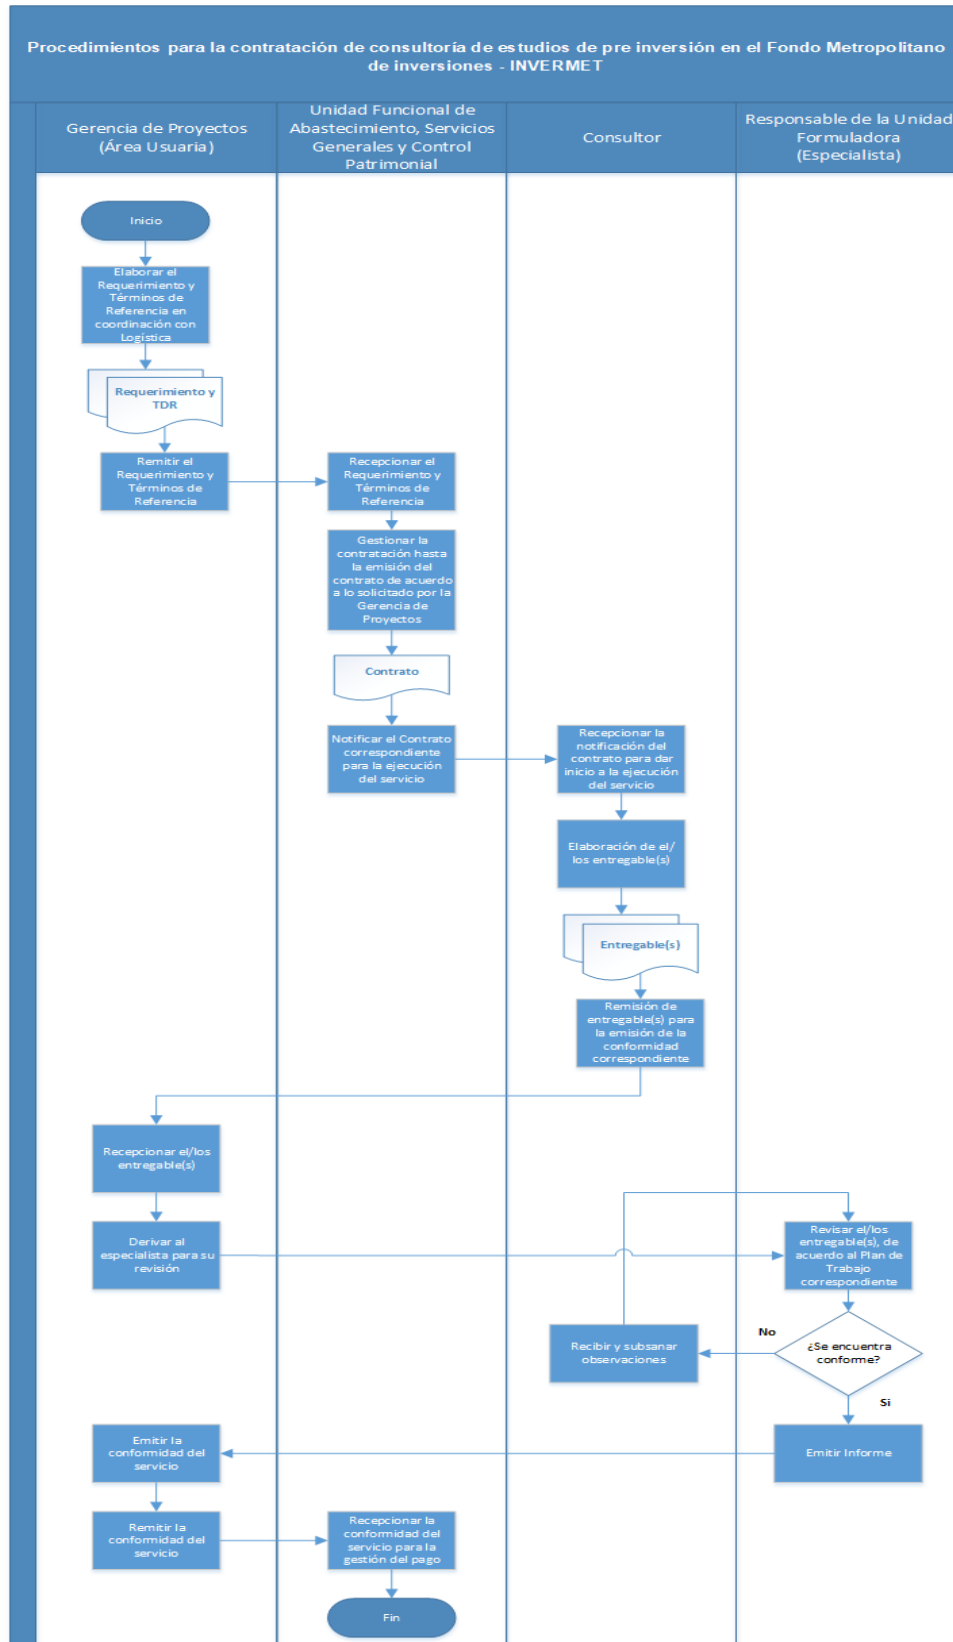 Procedimientos para la contratación de consultoría de estudios de pre inversión en el Fondo Metropolitano
de inversiones - INVERMET
Gerencia de Proyectos
(Área Usuaria)
Unidad Funcional de
Abastecimiento, Servicios
Generales y Control
Patrimonial
Consultor
Responsable de la Unidad
Formuladora
(Especialista)
Inicio
Elaborar el
Requerimiento y
Términos de
Referencia en
coordinación con
Logística
Requerimiento y
TDR
Remitir el
Requerimiento y
Términos de
Referencia
Recepcionar el
Requerimiento y
Términos de
Referencia
Gestionar la
contratación hasta
la emisión del
contrato de acuerdo
a lo solicitado por la
Gerencia de
Proyectos
Contrato
Notificar el Contrato
correspondiente
para la ejecución
del servicio
Recepcionar la
notificación del
contrato para dar
inicio a la ejecución
del servicio
Elaboración de el/
los entregable(s)
Entregable(s)
Remisión de
entregable(s) para
la emisión de la
conformidad
correspondiente
Recepcionar el/los
entregable(s)
Derivar al
especialista para su
revisión
Revisar el/los
entregable(s), de
acuerdo al Plan de
Trabajo
correspondiente
¿Se encuentra
conforme?
No
Recibir y subsanar
observaciones
Si
Emitir Informe
Emitir la
conformidad del
servicio
Remitir la
conformidad del
servicio
Recepcionar la
conformidad del
servicio para la
gestión del pago
Fin